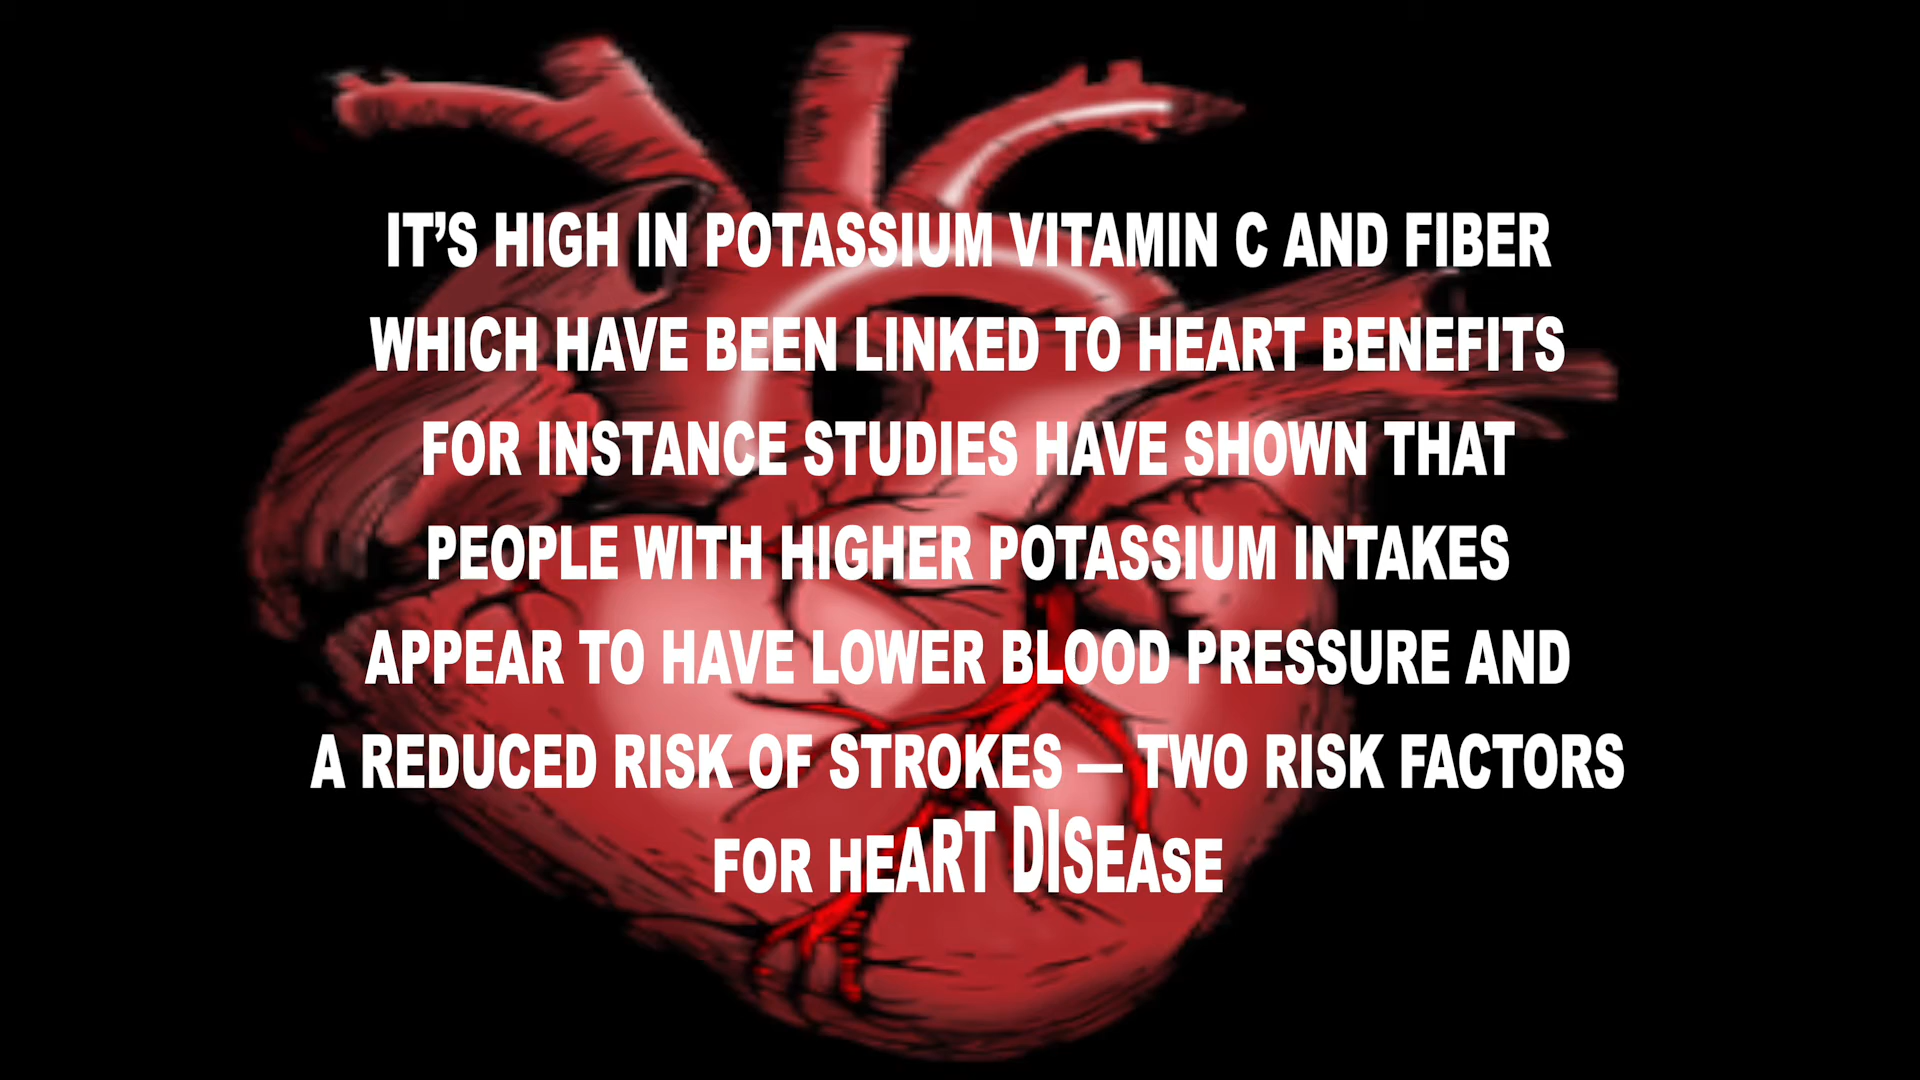 IT'S HIGH IN POTASSIUM VITAMIN C AND FIBER
WHICH HAVE BEEN LINKED TO HEART BENEFITS
FOR INSTANCE STUDIES HAVE SHOWN THAT
PEOPLE WITH HIGHER POTASSIUM INTAKES
APPEAR TO HAVE LOWER BLOOD PRESSURE AND
A REDUCED RISK OF STROKES — TWO RISK FACTORS
FOR HEART DISEASE